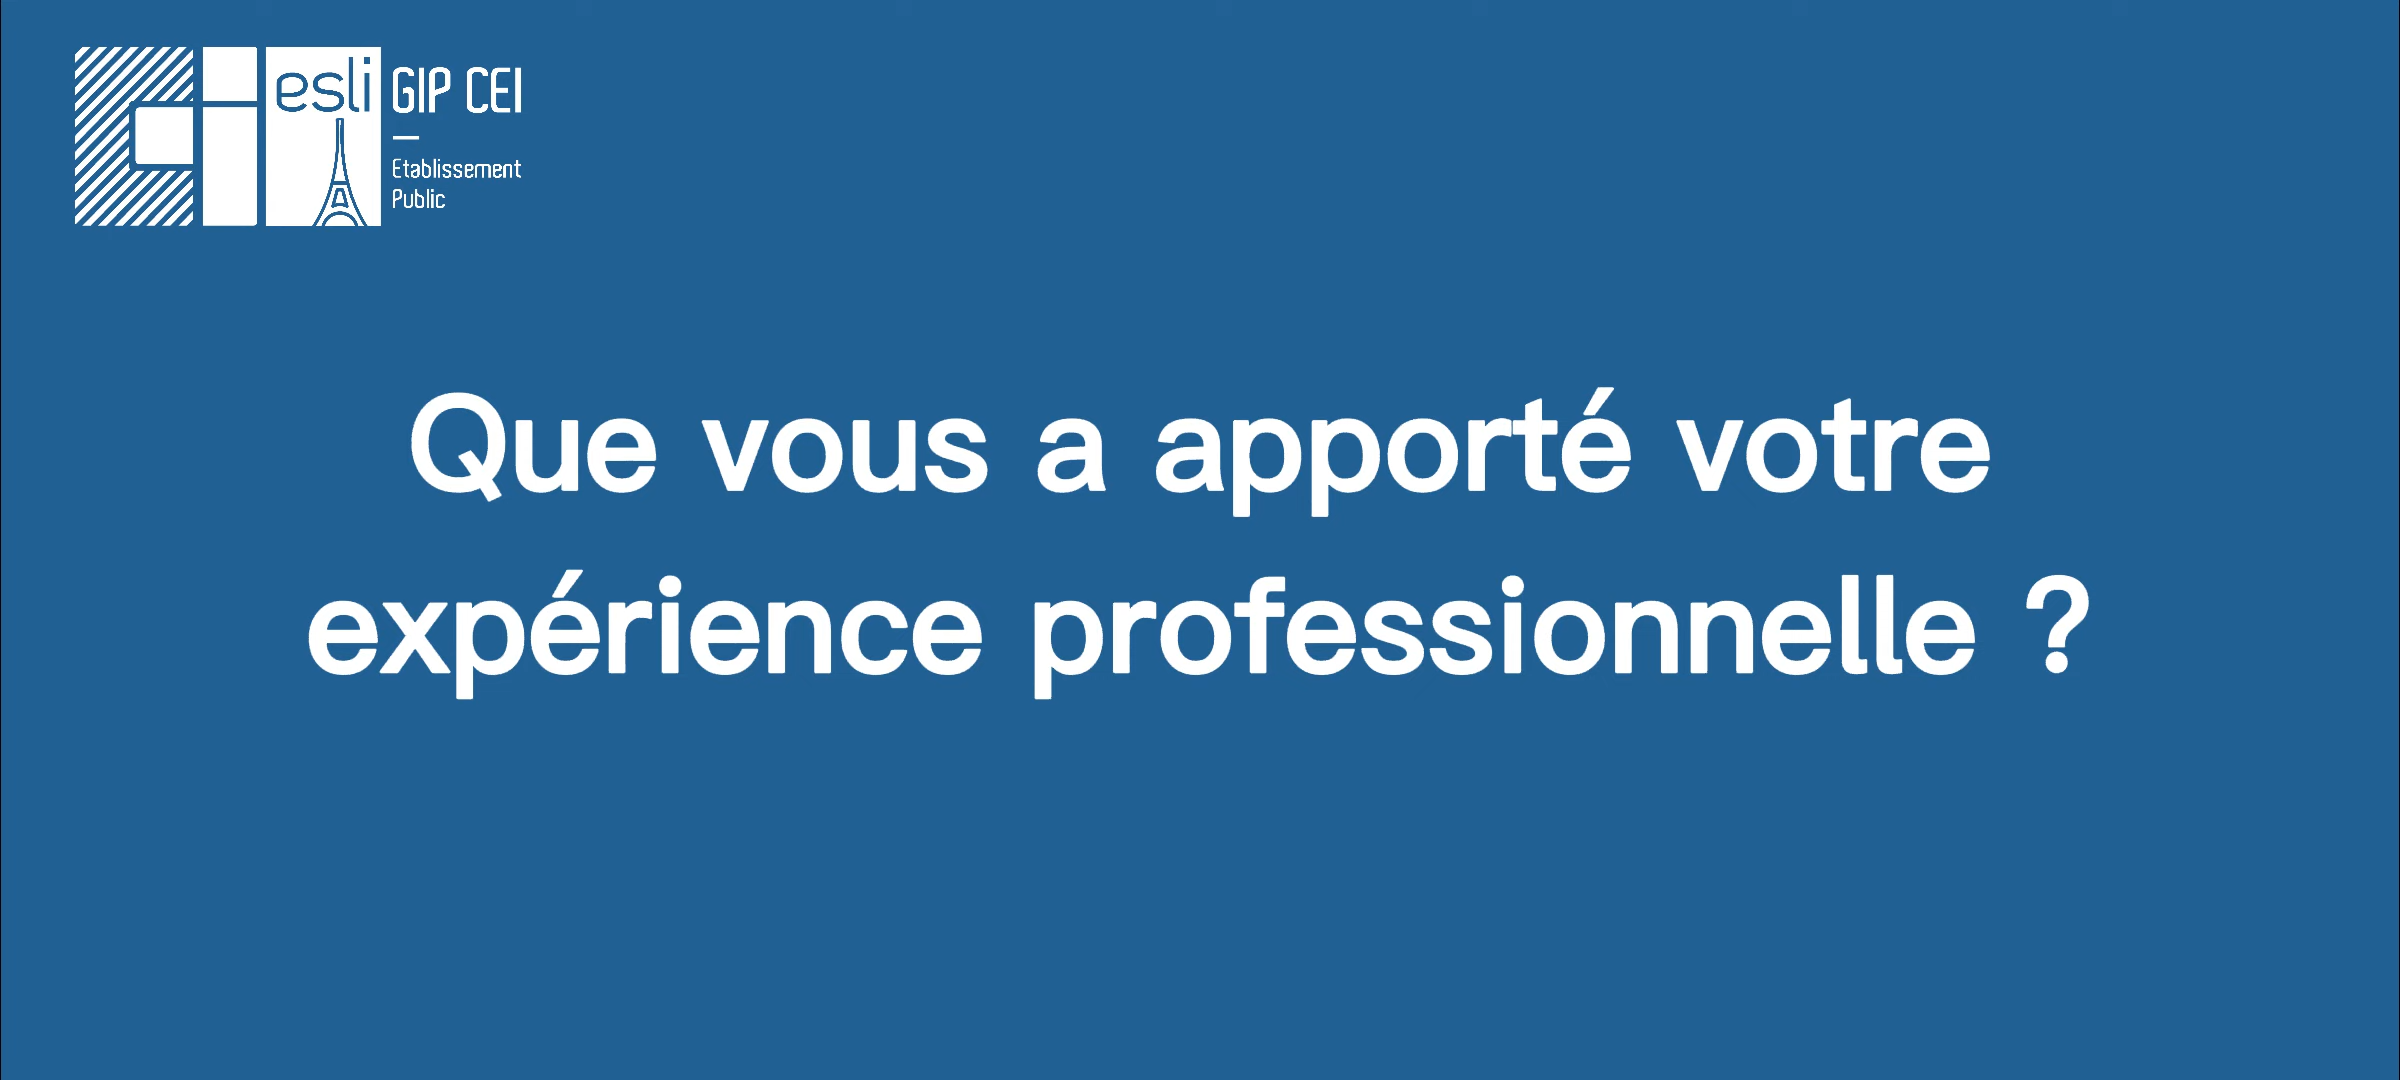 esli GIP CEI
Etablissement
Public
Que vous a apporté votre
expérience professionnelle ?